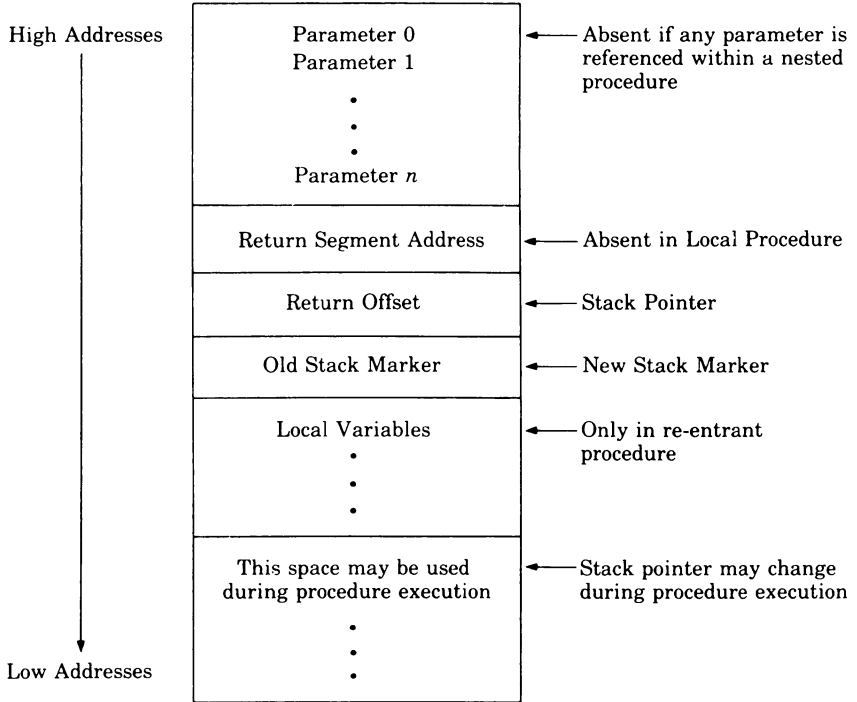 High Addresses
Parameter 0
Parameter 1
Parameter n
Absent if any parameter is
referenced within a nested
procedure
Return Segment Address
Absent in Local Procedure
Return Offset
Stack Pointer
Old Stack Marker
New Stack Marker
Local Variables
Only in re-entrant
procedure
This space may be used
during procedure execution
Stack pointer may change
during procedure execution
Low Addresses